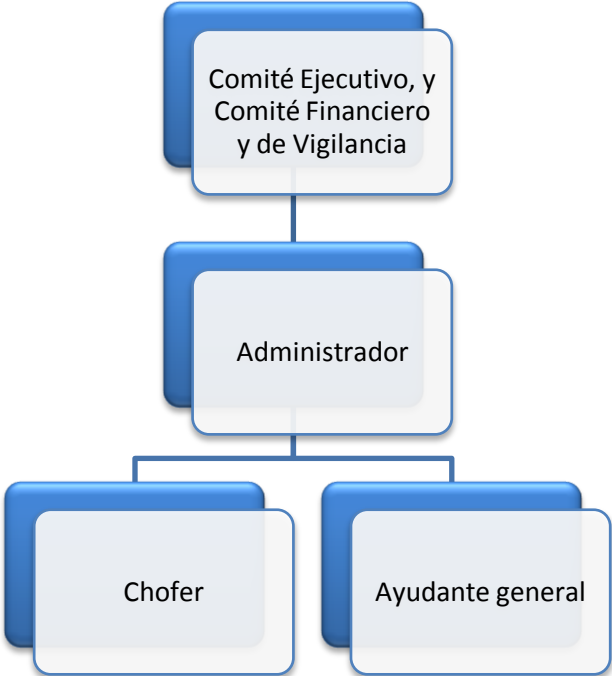 Comité Ejecutivo, y
Comité Financiero
y de Vigilancia
Administrador
Chofer
Ayudante general